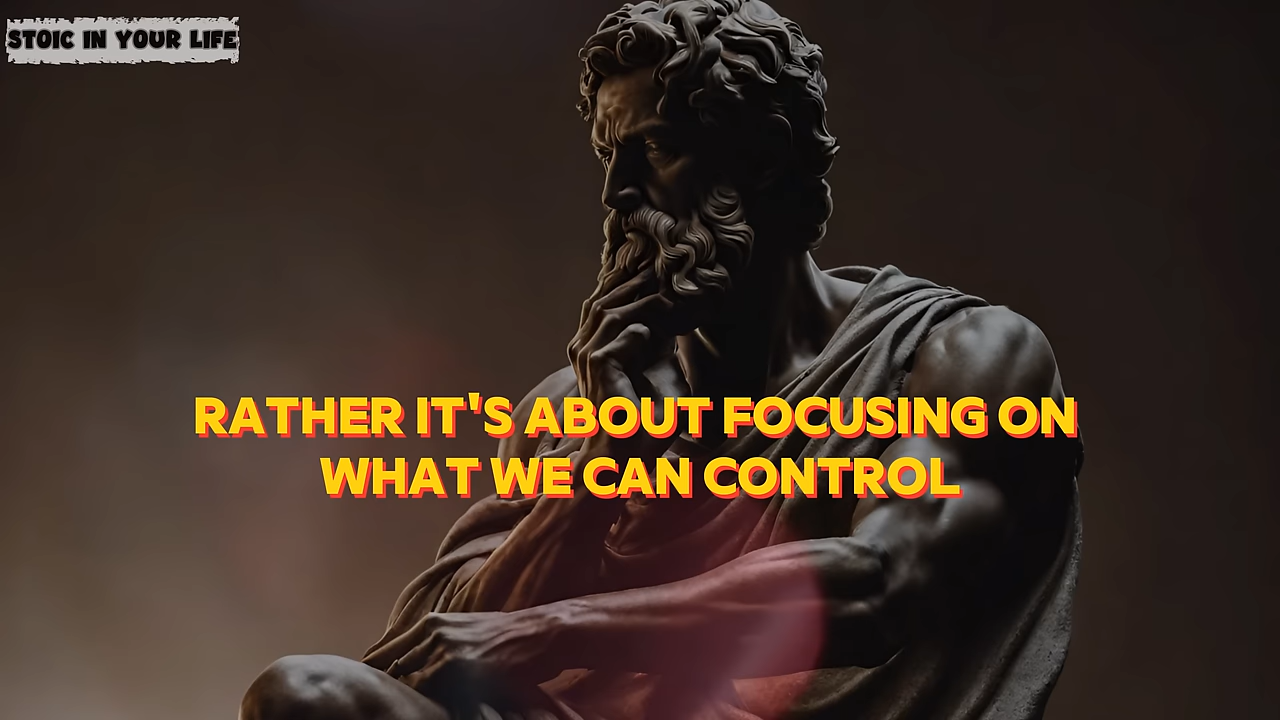 STOIC IN YOUR LIFE
RATHER IT'S ABOUT FOCUSING ON
WHAT WE CAN CONTROL